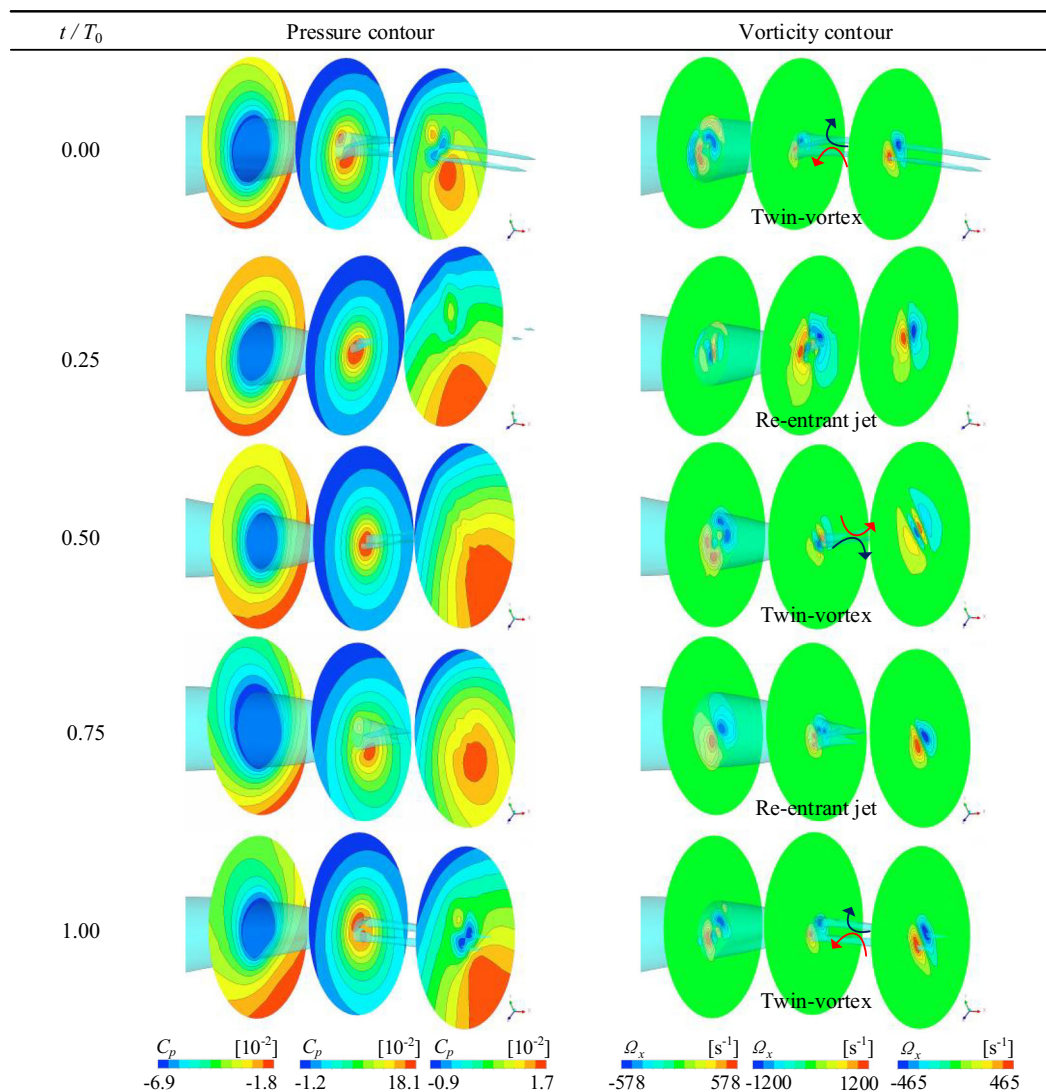 t / T0 Pressure contour Vorticity contour
0.00
Twin-vortex
0.25
Re-entrant jet
0.50
Twin-vortex
0.75
Re-entrant jet
1.00
Twin-vortex
Cp [10-2] Cp [10-2] Cp [10-2] Ωx [s-1] Ωx [s-1] Ωx [s-1]
-6.9 -1.8 -1.2 18.1 -0.9 1.7 -578 578 -1200 1200 -465 465